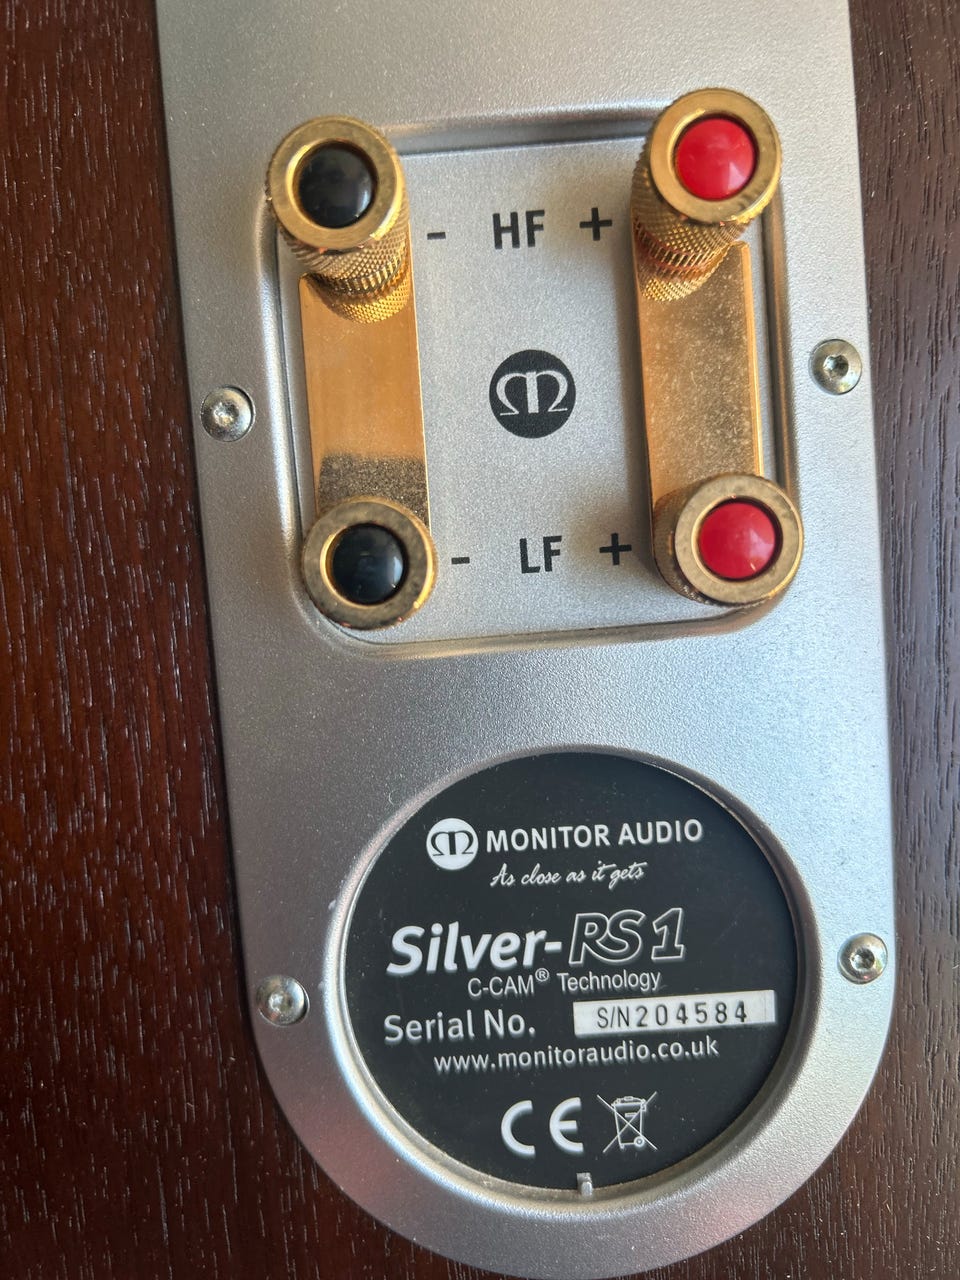 - HF +
- LF +
MONITOR AUDIO
As close as it gets
Silver-RS1
C-CAM® Technology
Serial No. S/N204584
www.monitoraudio.co.uk
CE